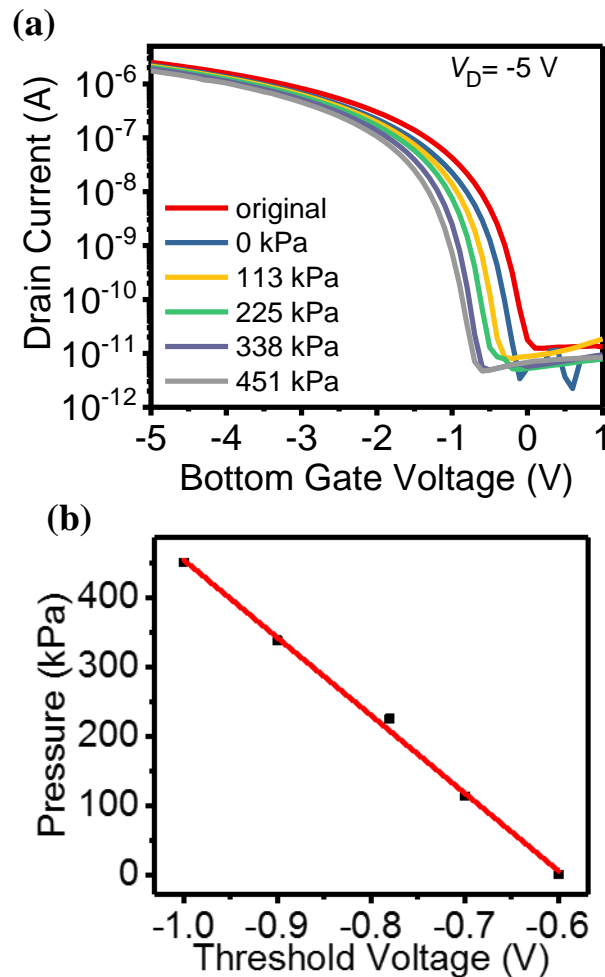 (a)
V_D= -5 V
Drain Current (A)
10^-6
10^-7
10^-8
10^-9
10^-10
10^-11
10^-12
original
0 kPa
113 kPa
225 kPa
338 kPa
451 kPa
-5 -4 -3 -2 -1 0 1
Bottom Gate Voltage (V)
(b)
Pressure (kPa)
400
300
200
100
0
-1.0 -0.9 -0.8 -0.7 -0.6
Threshold Voltage (V)